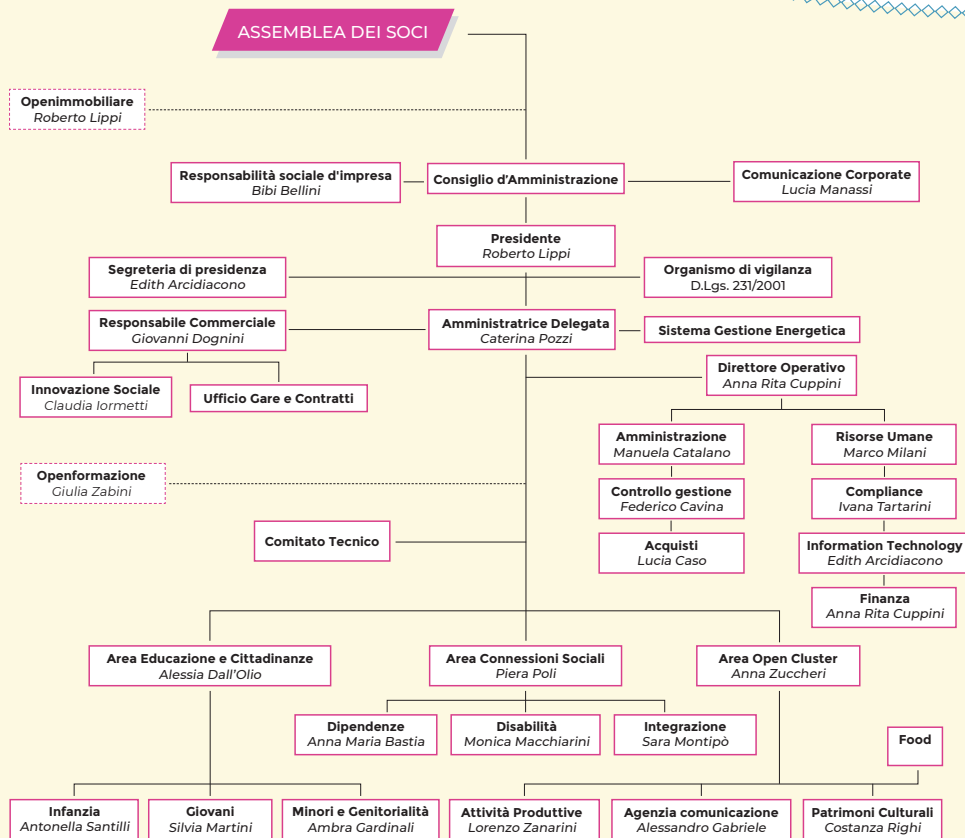 ASSEMBLEA DEI SOCI
Openimmobiliare
Roberto Lippi
Responsabilità sociale d'impresa
Bibi Bellini
Consiglio d'Amministrazione
Comunicazione Corporate
Lucia Manassi
Presidente
Roberto Lippi
Segreteria di presidenza
Edith Arcidiacono
Organismo di vigilanza
D.Lgs. 231/2001
Responsabile Commerciale
Giovanni Dognini
Amministratrice Delegata
Caterina Pozzi
Sistema Gestione Energetica
Innovazione Sociale
Claudia Iormetti
Ufficio Gare e Contratti
Direttore Operativo
Anna Rita Cuppini
Amministrazione
Manuela Catalano
Risorse Umane
Marco Milani
Openformazione
Giulia Zabini
Controllo gestione
Federico Cavina
Compliance
Ivana Tartarini
Comitato Tecnico
Acquisti
Lucia Caso
Information Technology
Edith Arcidiacono
Finanza
Anna Rita Cuppini
Area Educazione e Cittadinanze
Alessia Dall'Olio
Area Connessioni Sociali
Piera Poli
Area Open Cluster
Anna Zuccheri
Dipendenze
Anna Maria Bastia
Disabilità
Monica Macchiarini
Integrazione
Sara Montipò
Food
Infanzia
Antonella Santilli
Giovani
Silvia Martini
Minori e Genitorialità
Ambra Gardinali
Attività Produttive
Lorenzo Zanarini
Agenzia comunicazione
Alessandro Gabriele
Patrimoni Culturali
Costanza Righi